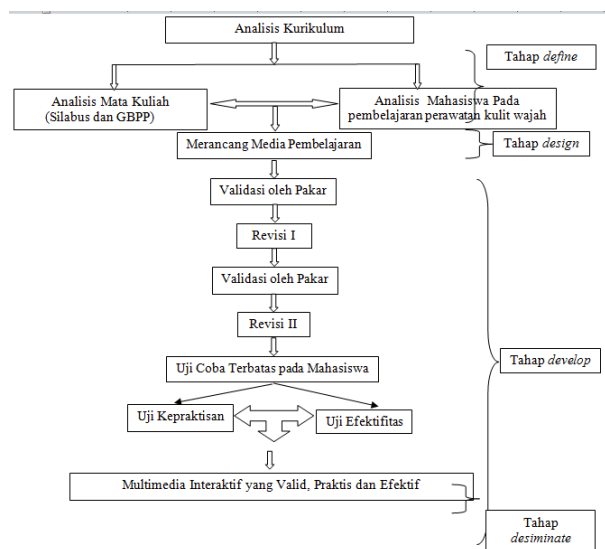 Analisis Kurikulum
Tahap define
Analisis Mata Kuliah
(Silabus dan GBPP)
Analisis Mahasiswa Pada
pembelajaran perawatan kulit wajah
Merancang Media Pembelajaran
Tahap design
Validasi oleh Pakar
Revisi I
Validasi oleh Pakar
Revisi II
Uji Coba Terbatas pada Mahasiswa
Tahap develop
Uji Kepraktisan
Uji Efektifitas
Multimedia Interaktif yang Valid, Praktis dan Efektif
Tahap
desiminate